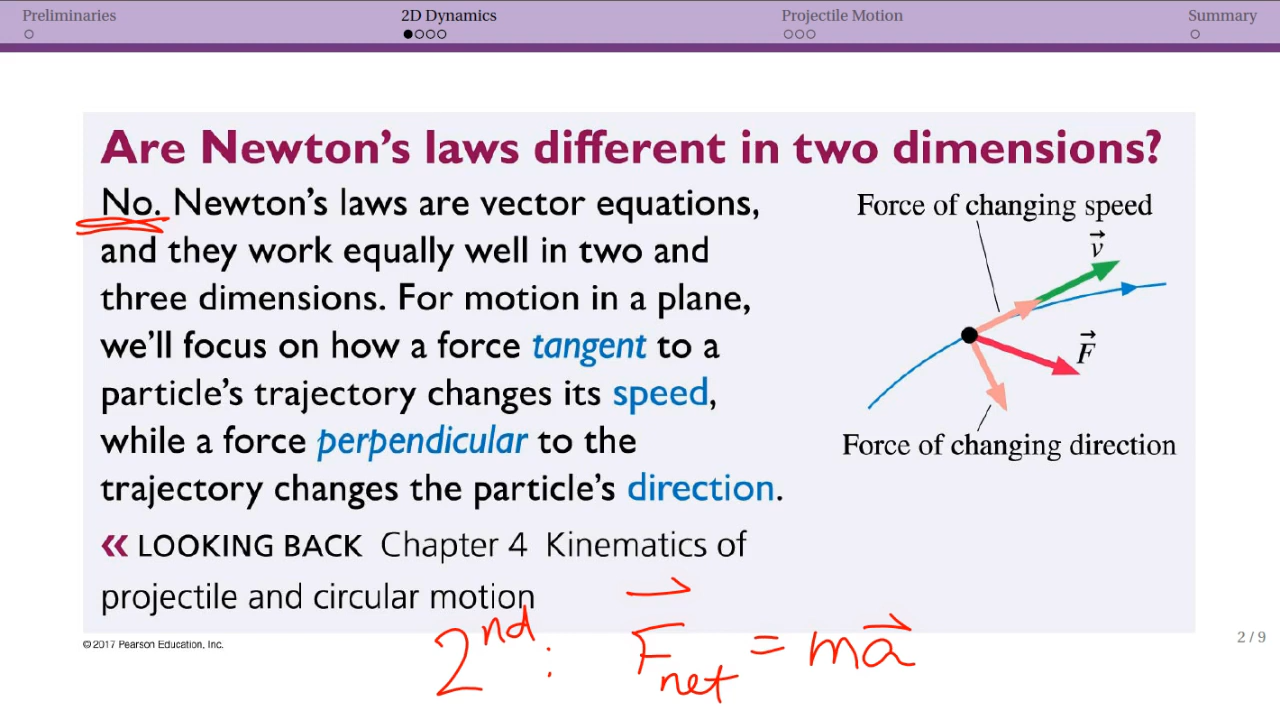 Preliminaries
2D Dynamics
Projectile Motion
Summary
Are Newton's laws different in two dimensions?
No. Newton's laws are vector equations,
and they work equally well in two and
three dimensions. For motion in a plane,
we'll focus on how a force tangent to a
particle's trajectory changes its speed,
while a force perpendicular to the
trajectory changes the particle's direction.
« LOOKING BACK Chapter 4 Kinematics of
projectile and circular motion
Force of changing speed
v⃗
F⃗
Force of changing direction
©2017 Pearson Education, Inc.
2 / 9
2nd: F⃗net = ma⃗